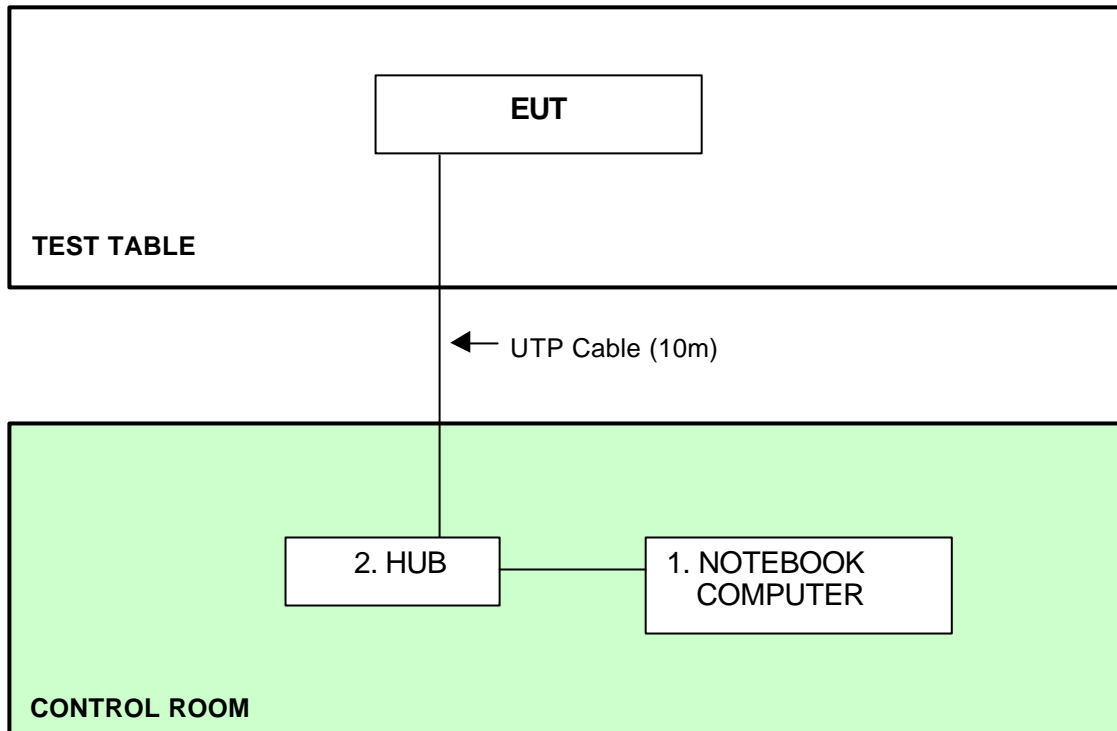 EUT
TEST TABLE
UTP Cable (10m)
2. HUB
1. NOTEBOOK
COMPUTER
CONTROL ROOM